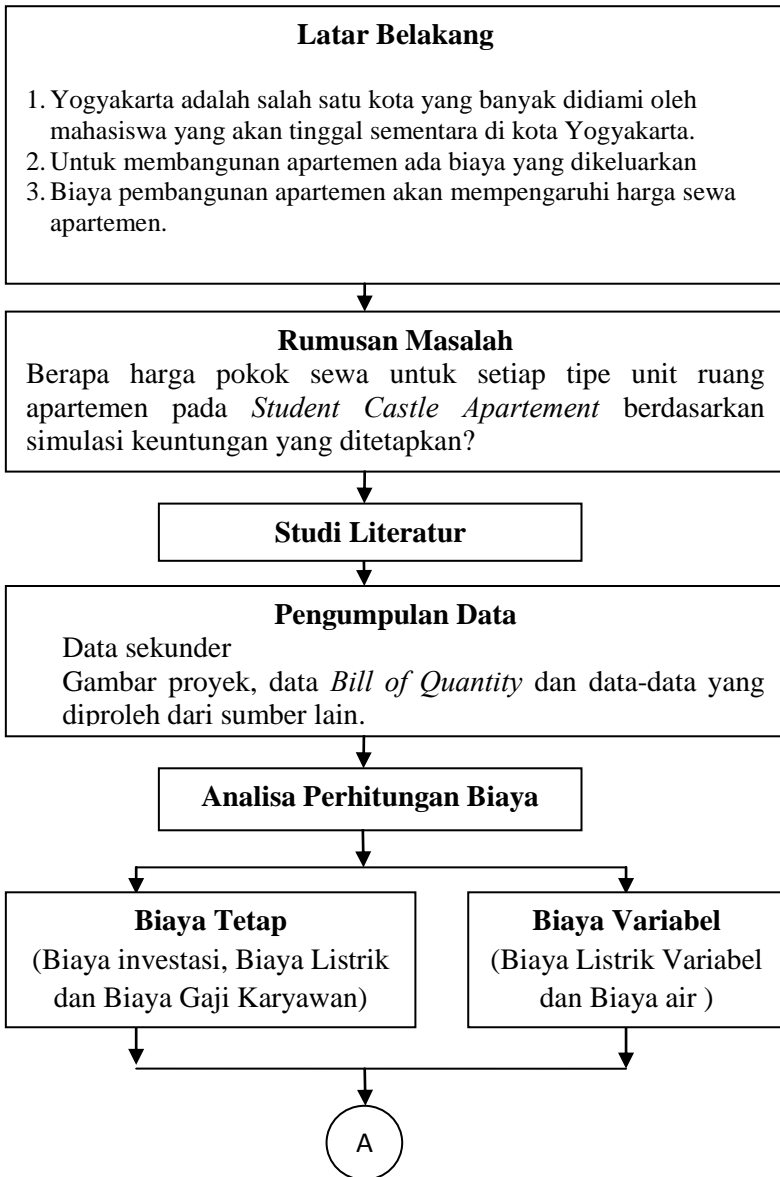 Latar Belakang
1. Yogyakarta adalah salah satu kota yang banyak didiami oleh
mahasiswa yang akan tinggal sementara di kota Yogyakarta.
2. Untuk membangunan apartemen ada biaya yang dikeluarkan
3. Biaya pembangunan apartemen akan mempengaruhi harga sewa
apartemen.
Rumusan Masalah
Berapa harga pokok sewa untuk setiap tipe unit ruang
apartemen pada Student Castle Apartement berdasarkan
simulasi keuntungan yang ditetapkan?
Studi Literatur
Pengumpulan Data
Data sekunder
Gambar proyek, data Bill of Quantity dan data-data yang
diproleh dari sumber lain.
Analisa Perhitungan Biaya
Biaya Tetap
(Biaya investasi, Biaya Listrik
dan Biaya Gaji Karyawan)
Biaya Variabel
(Biaya Listrik Variabel
dan Biaya air )
A